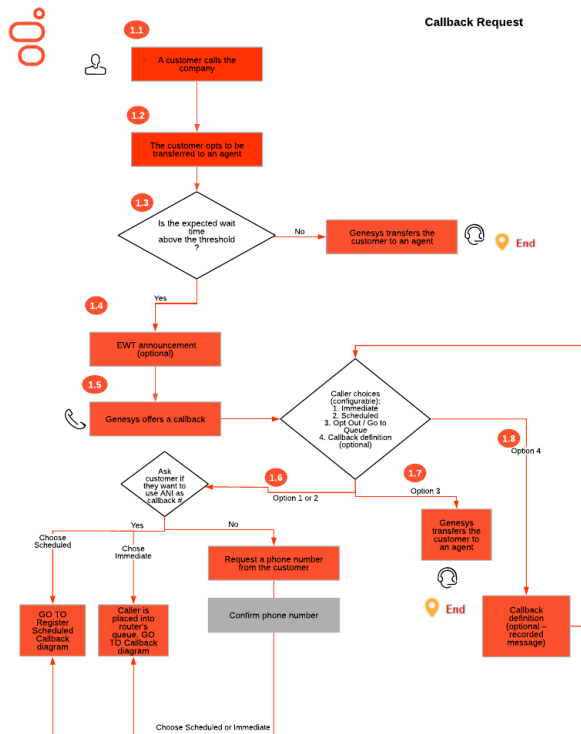 Callback Request
1.1
A customer calls the
company
1.2
The customer opts to be
transferred to an agent
1.3
Is the expected wait
time
above the threshold
?
No
Genesys transfers the
customer to an agent
End
Yes
1.4
EWT announcement
(optional)
1.5
Genesys offers a callback
Caller choices
(configurable):
1. Immediate
2. Scheduled
3. Opt Out / Go to
Queue
4. Callback definition
(optional)
1.8
Option 4
1.6
Option 1 or 2
1.7
Option 3
Ask
customer if
they want to
use ANI as
callback #
Yes
No
Choose
Scheduled
Chose
Immediate
Request a phone number
from the customer
Genesys
transfers the
customer to
an agent
End
GO TO
Register
Scheduled
Callback
diagram
Caller is
placed into
router's
queue. GO
TO Callback
diagram
Confirm phone number
Callback
definition
(optional –
recorded
message)
Choose Scheduled or Immediate